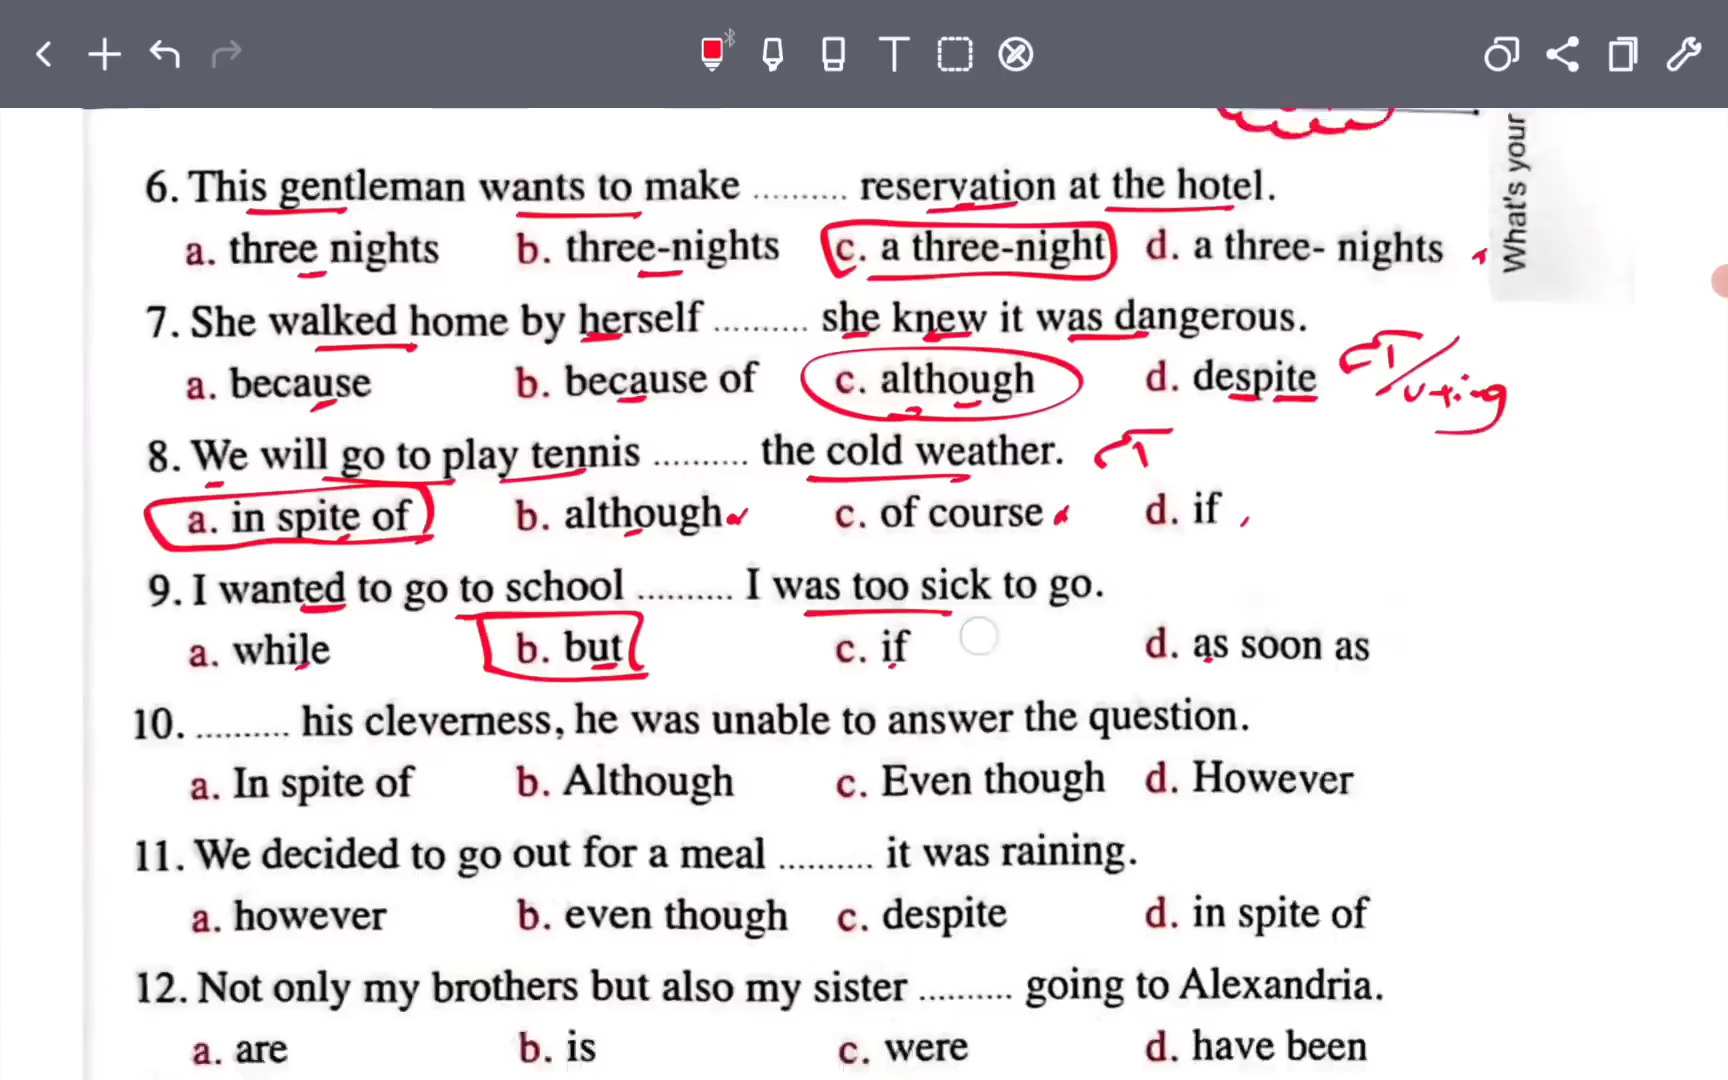 What's your
6. This gentleman wants to make .......... reservation at the hotel.
a. three nights b. three-nights c. a three-night d. a three- nights
7. She walked home by herself .......... she knew it was dangerous.
a. because b. because of c. although d. despite
v+ing
8. We will go to play tennis .......... the cold weather.
a. in spite of b. although c. of course d. if
9. I wanted to go to school .......... I was too sick to go.
a. while b. but c. if d. as soon as
10. .......... his cleverness, he was unable to answer the question.
a. In spite of b. Although c. Even though d. However
11. We decided to go out for a meal .......... it was raining.
a. however b. even though c. despite d. in spite of
12. Not only my brothers but also my sister .......... going to Alexandria.
a. are b. is c. were d. have been